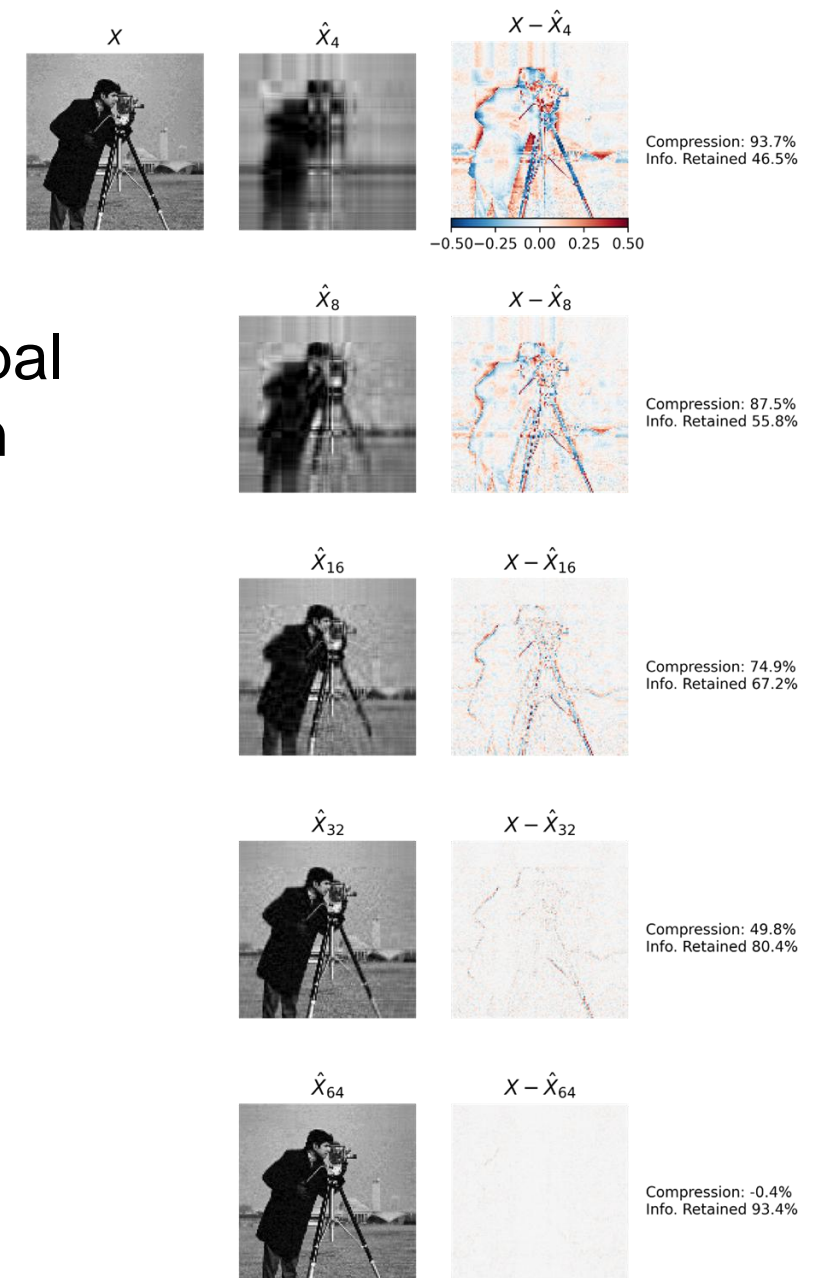 X
X̂₄
X − X̂₄
Compression: 93.7%
Info. Retained 46.5%
−0.50 −0.25 0.00 0.25 0.50
X̂₈
X − X̂₈
pal
n
Compression: 87.5%
Info. Retained 55.8%
X̂₁₆
X − X̂₁₆
Compression: 74.9%
Info. Retained 67.2%
X̂₃₂
X − X̂₃₂
Compression: 49.8%
Info. Retained 80.4%
X̂₆₄
X − X̂₆₄
Compression: -0.4%
Info. Retained 93.4%